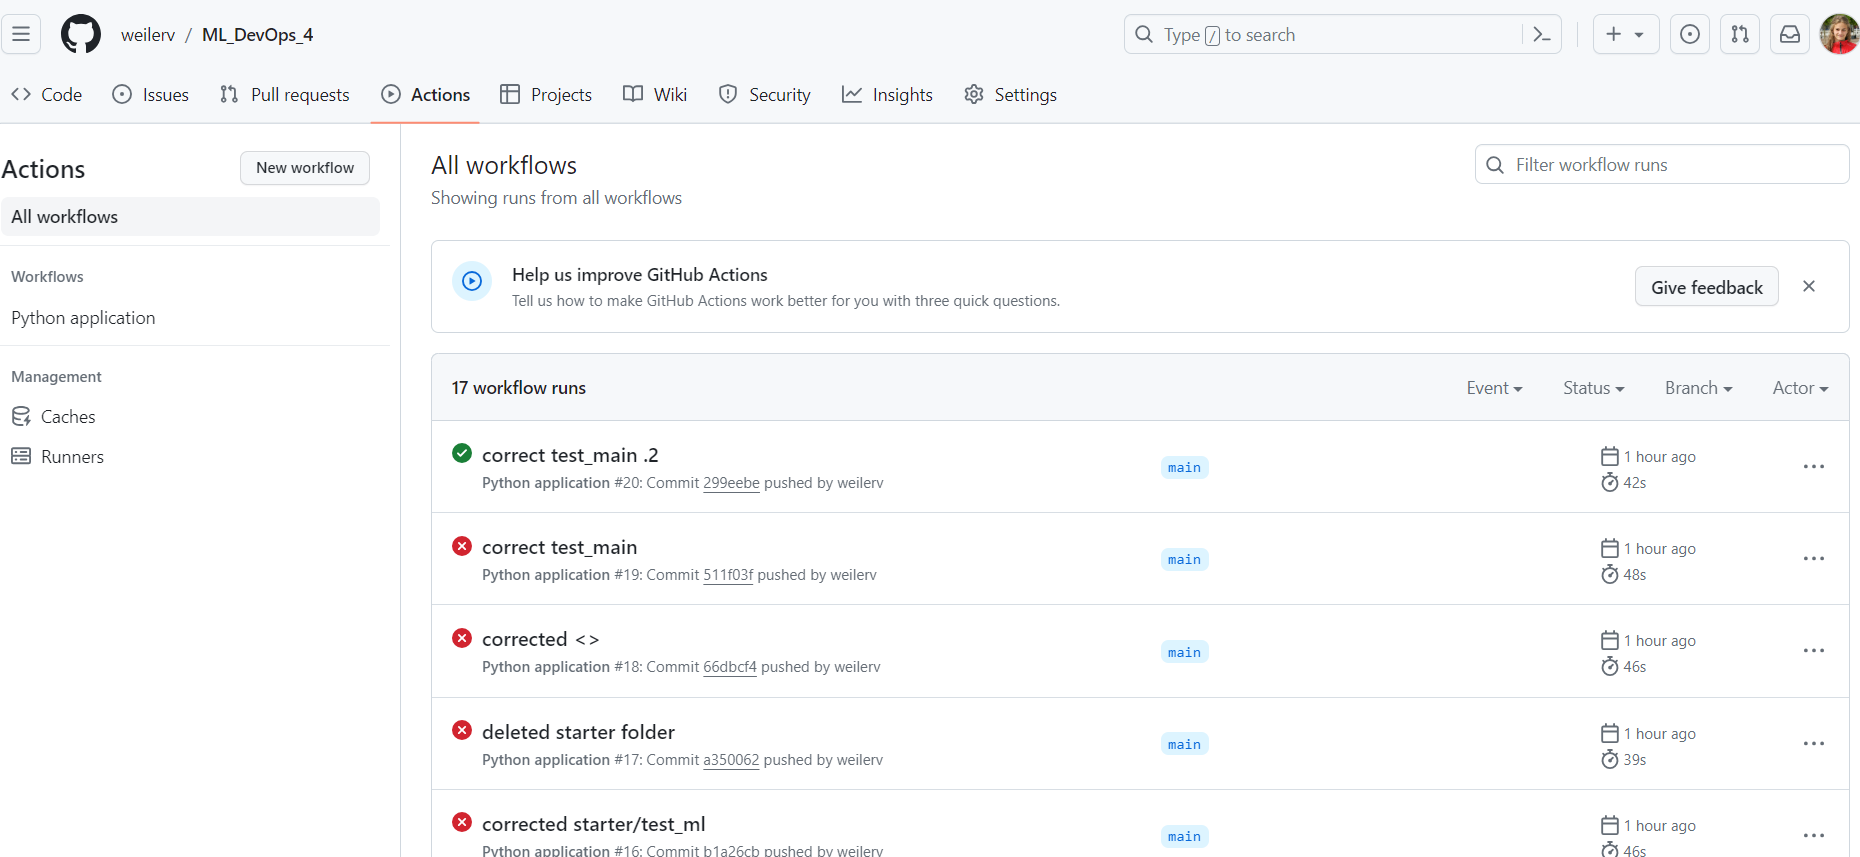 weilerv / ML_DevOps_4
Type / to search
Code Issues Pull requests Actions Projects Wiki Security Insights Settings
Actions
New workflow
All workflows
Workflows
Python application
Management
Caches
Runners
All workflows
Showing runs from all workflows
Filter workflow runs
Help us improve GitHub Actions
Tell us how to make GitHub Actions work better for you with three quick questions.
Give feedback
17 workflow runs
Event Status Branch Actor
correct test_main .2
Python application #20: Commit 299eebe pushed by weilerv
main
1 hour ago
42s
correct test_main
Python application #19: Commit 511f03f pushed by weilerv
main
1 hour ago
48s
corrected <>
Python application #18: Commit 66dbcf4 pushed by weilerv
main
1 hour ago
46s
deleted starter folder
Python application #17: Commit a350062 pushed by weilerv
main
1 hour ago
39s
corrected starter/test_ml
Python application #16: Commit b1a26cb pushed by weilerv
main
1 hour ago
46s